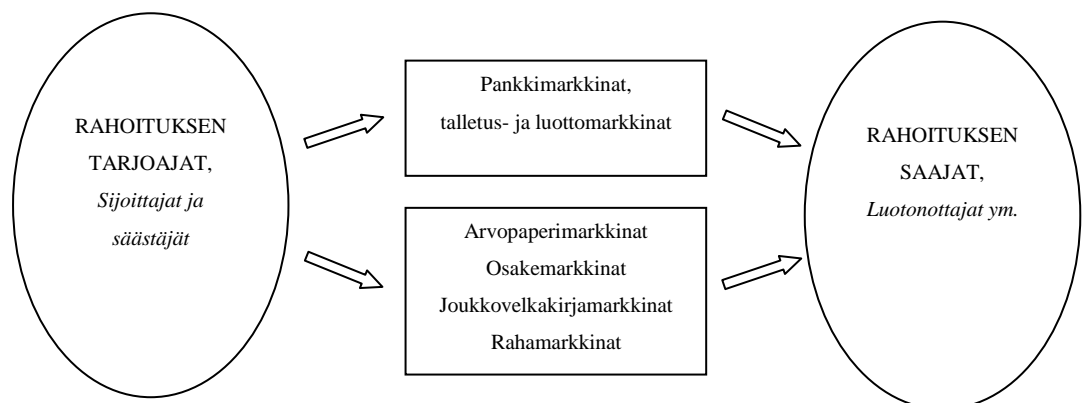 RAHOITUKSEN
TARJOAJAT,
Sijoittajat ja
säästäjät
Pankkimarkkinat,
talletus- ja luottomarkkinat
Arvopaperimarkkinat
Osakemarkkinat
Joukkovelkakirjamarkkinat
Rahamarkkinat
RAHOITUKSEN
SAAJAT,
Luotonottajat ym.